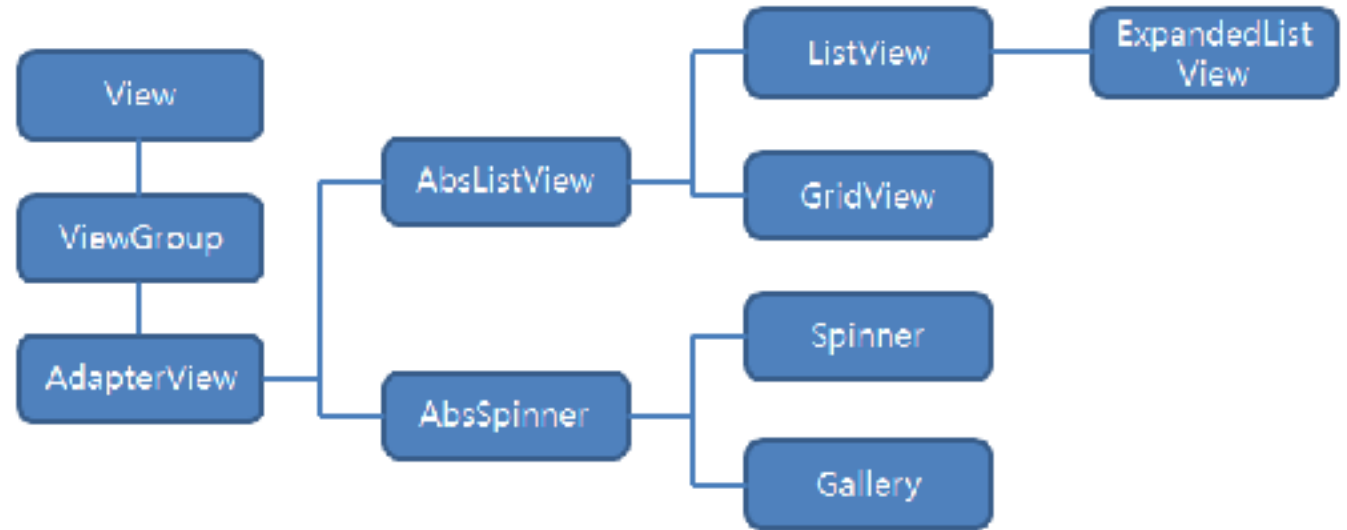 View
ViewGroup
AdapterView
AbsListView
AbsSpinner
ListView
GridView
Spinner
Gallery
ExpandedList
View